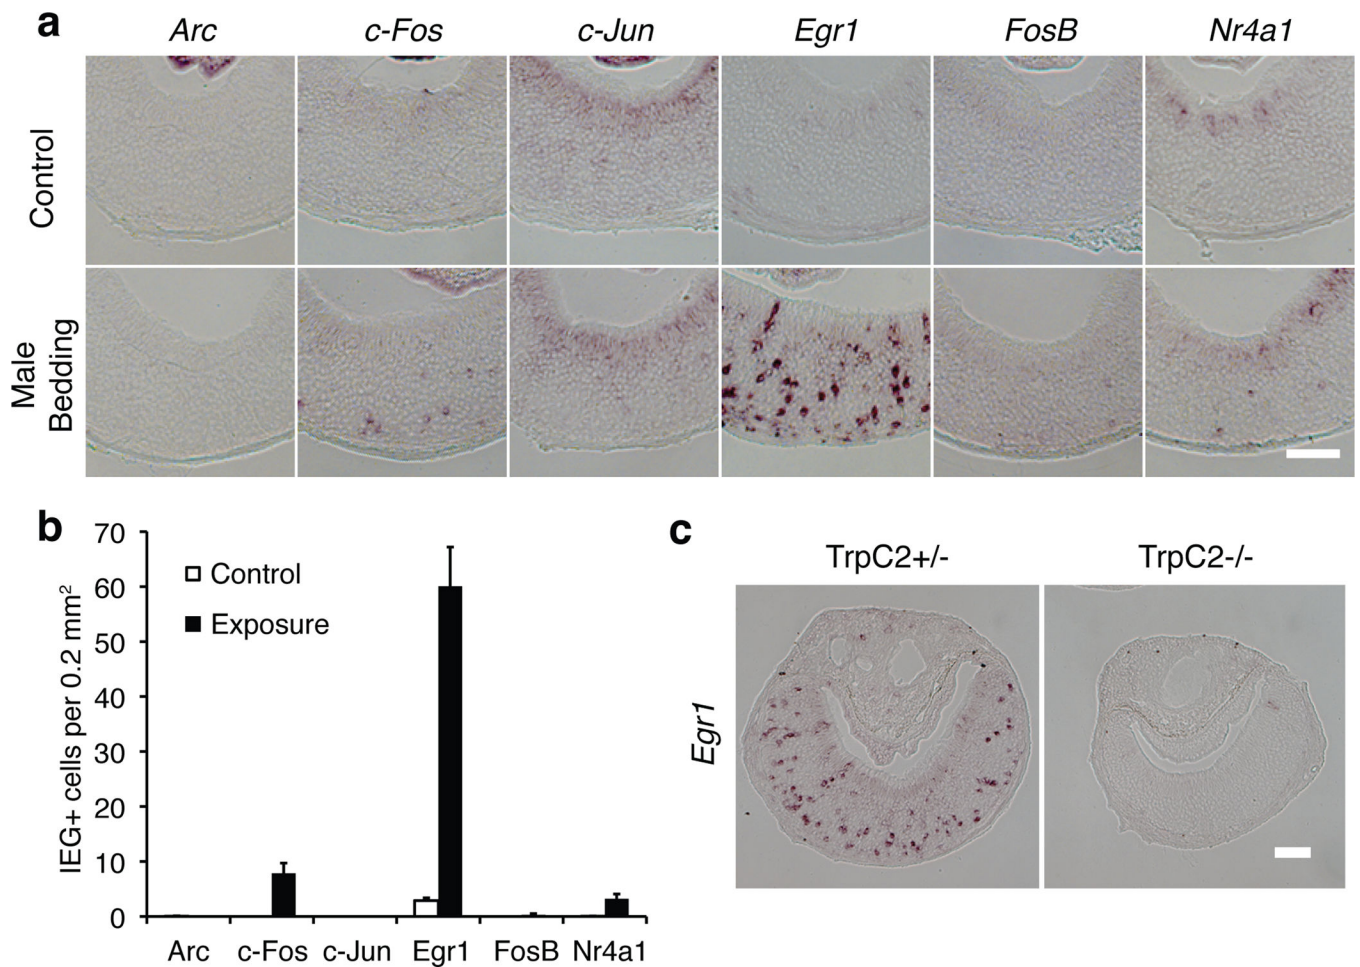 a
Arc c-Fos c-Jun Egr1 FosB Nr4a1
Control
Male
Bedding
b
70
60
50
40
30
20
10
0
IEG+ cells per 0.2 mm²
Control
Exposure
Arc c-Fos c-Jun Egr1 FosB Nr4a1
c
TrpC2+/- TrpC2-/-
Egr1